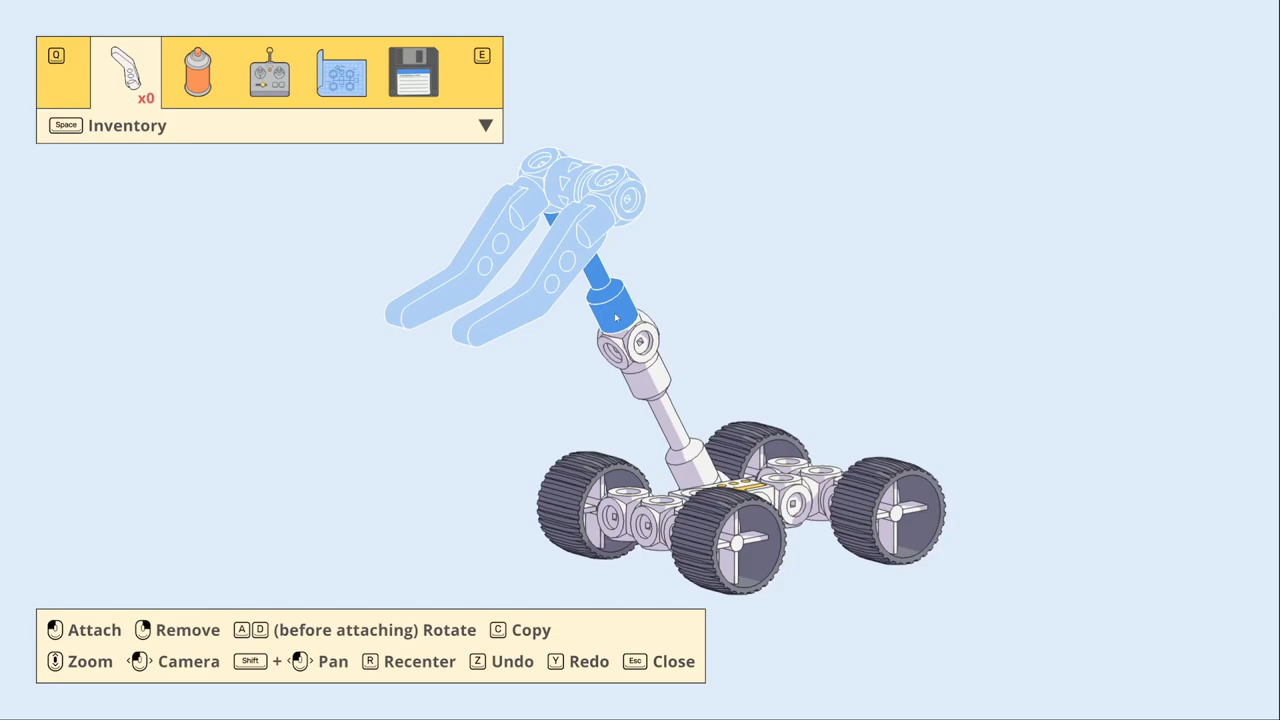 Q
E
x0
Space Inventory
Attach Remove A D (before attaching) Rotate C Copy
Zoom Camera Shift + Pan R Recenter Z Undo Y Redo Esc Close